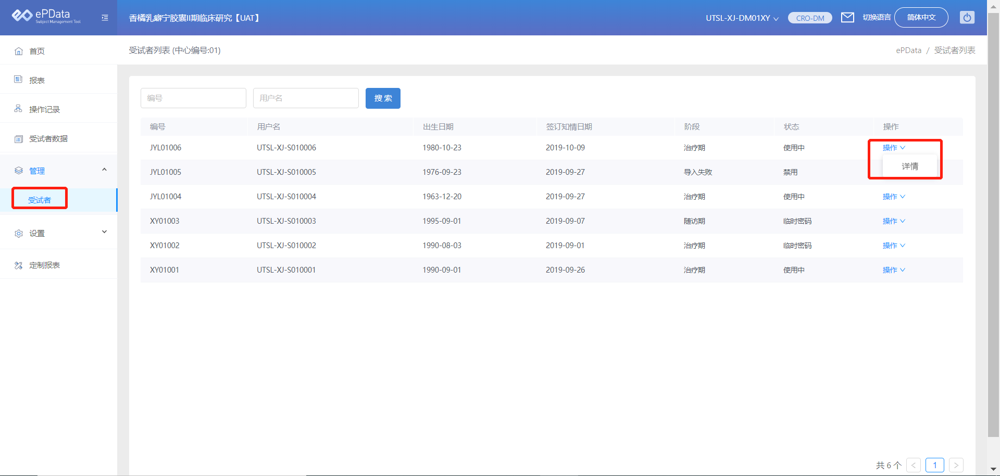 ePData
Subject Management Tool
香橘乳癖宁胶囊II期临床研究【UAT】
UTSL-XJ-DM01XY
CRO-DM
切换语言
简体中文
首页
报表
操作记录
受试者数据
管理
受试者
设置
定制报表
受试者列表 (中心编号:01)
ePData / 受试者列表
编号 用户名 搜 索
编号 用户名 出生日期 签订知情日期 阶段 状态 操作
JYL01006 UTSL-XJ-S010006 1980-10-23 2019-10-09 治疗期 使用中 操作
详情
JYL01005 UTSL-XJ-S010005 1976-09-23 2019-09-27 导入失败 禁用
JYL01004 UTSL-XJ-S010004 1963-12-20 2019-09-27 治疗期 使用中 操作
XY01003 UTSL-XJ-S010003 1995-09-01 2019-09-07 随访期 临时密码 操作
XY01002 UTSL-XJ-S010002 1990-08-03 2019-09-01 治疗期 临时密码 操作
XY01001 UTSL-XJ-S010001 1990-09-01 2019-09-26 治疗期 使用中 操作
共 6 个 < 1 >